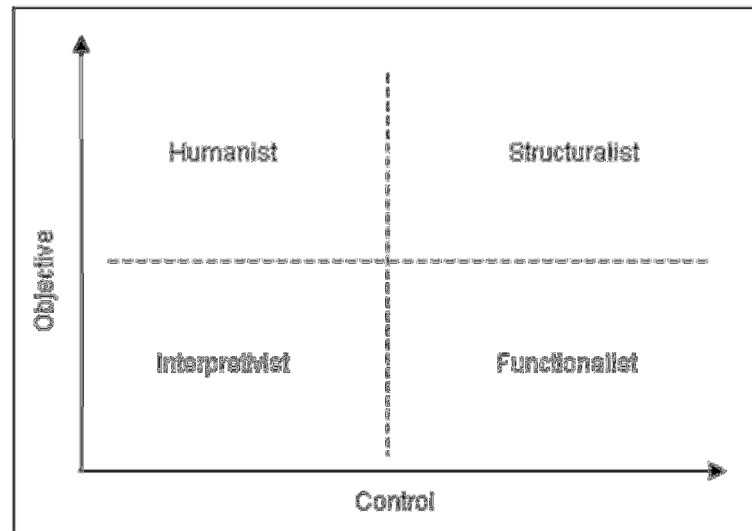 Humanist
Structuralist
Objective
Interpretivist
Functionalist
Control